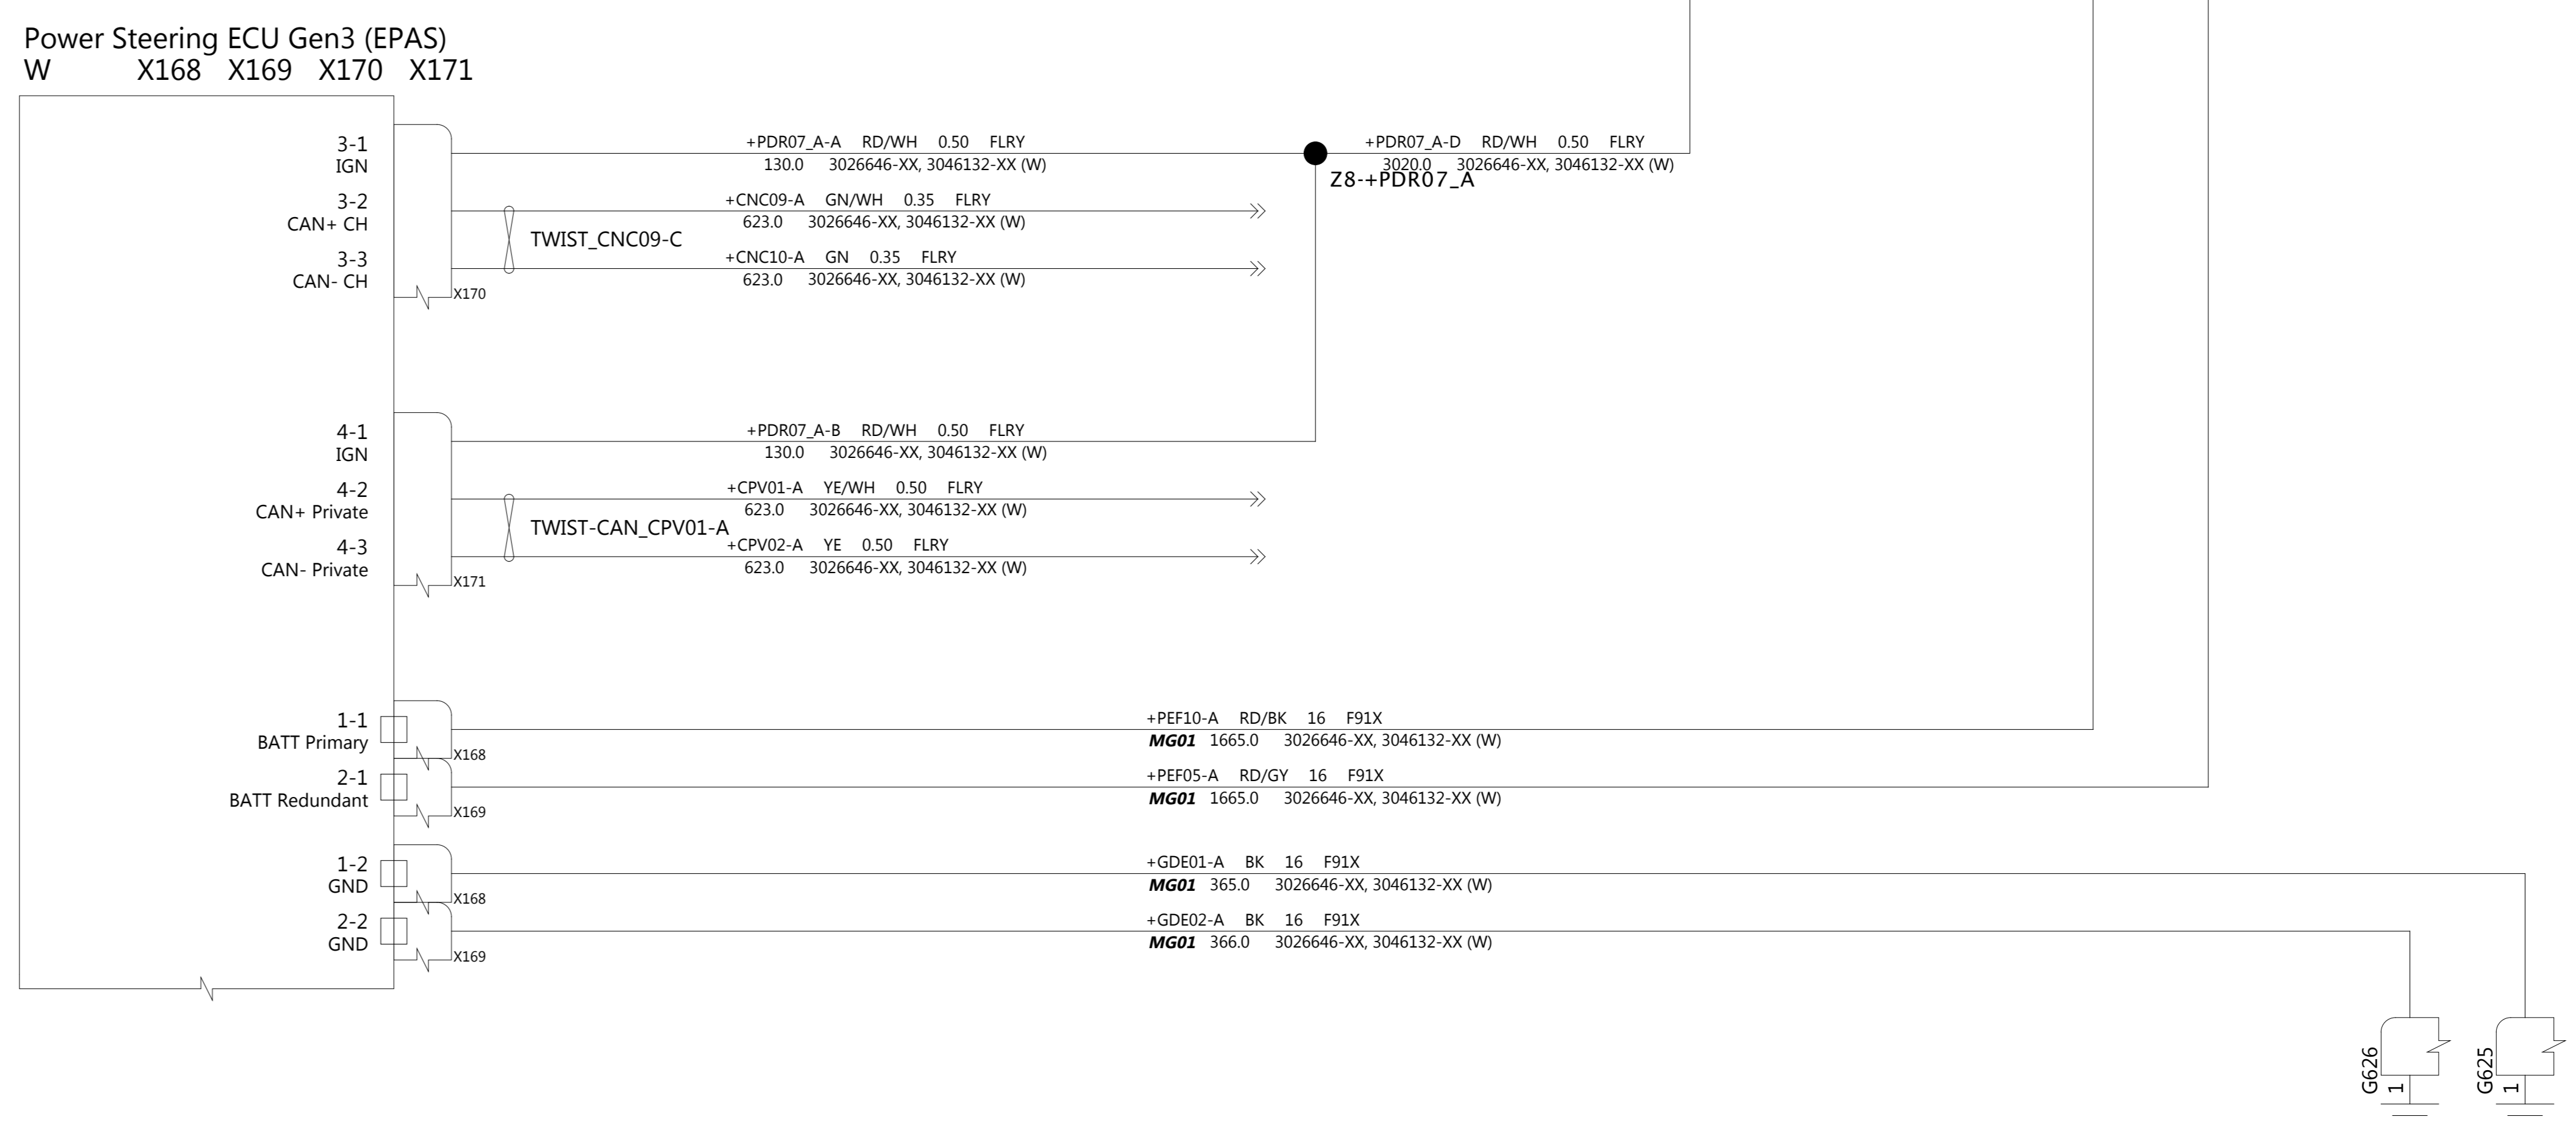 Power Steering ECU Gen3 (EPAS)
W X168 X169 X170 X171
3-1
IGN
+PDR07_A-A RD/WH 0.50 FLRY
130.0 3026646-XX, 3046132-XX (W)
+PDR07_A-D RD/WH 0.50 FLRY
3020.0 3026646-XX, 3046132-XX (W)
Z8-+PDR07_A
3-2
CAN+ CH
+CNC09-A GN/WH 0.35 FLRY
623.0 3026646-XX, 3046132-XX (W)
TWIST_CNC09-C
3-3
CAN- CH
+CNC10-A GN 0.35 FLRY
623.0 3026646-XX, 3046132-XX (W)
X170
4-1
IGN
+PDR07_A-B RD/WH 0.50 FLRY
130.0 3026646-XX, 3046132-XX (W)
4-2
CAN+ Private
+CPV01-A YE/WH 0.50 FLRY
623.0 3026646-XX, 3046132-XX (W)
TWIST-CAN_CPV01-A
4-3
CAN- Private
+CPV02-A YE 0.50 FLRY
623.0 3026646-XX, 3046132-XX (W)
X171
1-1
BATT Primary
+PEF10-A RD/BK 16 F91X
MG01 1665.0 3026646-XX, 3046132-XX (W)
X168
2-1
BATT Redundant
+PEF05-A RD/GY 16 F91X
MG01 1665.0 3026646-XX, 3046132-XX (W)
X169
1-2
GND
+GDE01-A BK 16 F91X
MG01 365.0 3026646-XX, 3046132-XX (W)
X168
2-2
GND
+GDE02-A BK 16 F91X
MG01 366.0 3026646-XX, 3046132-XX (W)
X169
G626
1
G625
1